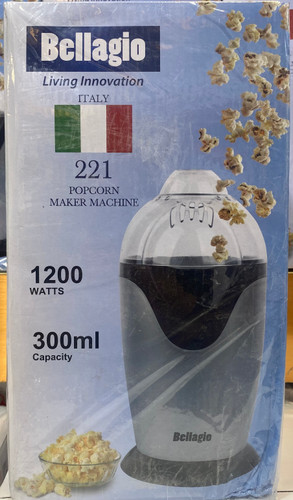 Bellagio
Living Innovation
ITALY
221
POPCORN
MAKER MACHINE
1200
WATTS
300ml
Capacity
Bellagio